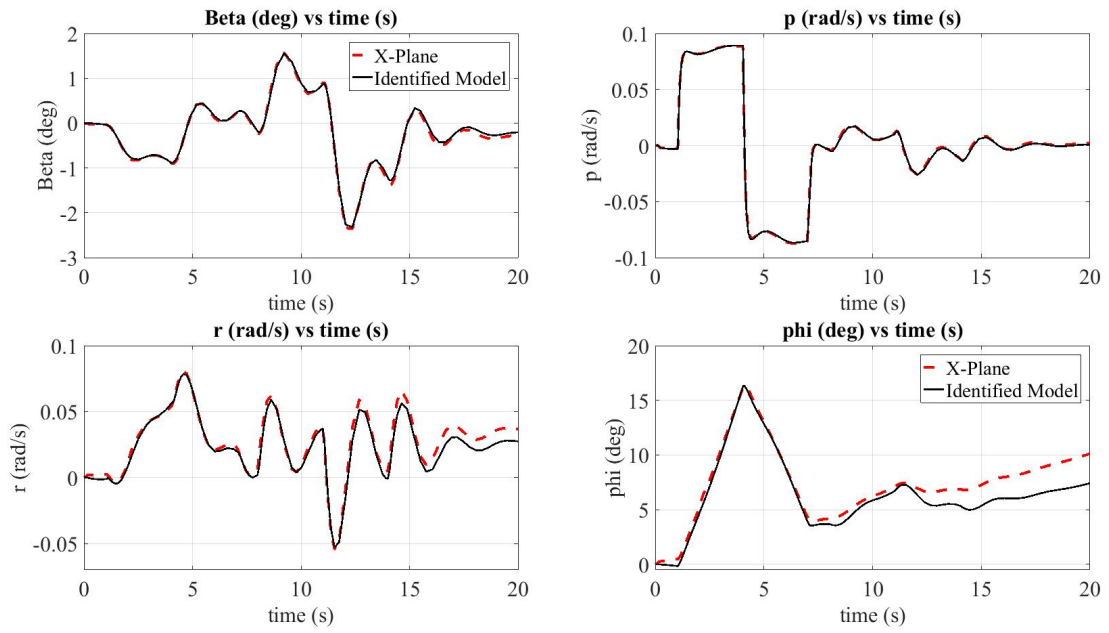 Beta (deg) vs time (s)
2
1
0
-1
-2
-3
Beta (deg)
X-Plane
Identified Model
0
5
10
15
20
time (s)
p (rad/s) vs time (s)
0.1
0.05
0
-0.05
-0.1
p (rad/s)
0
5
10
15
20
time (s)
r (rad/s) vs time (s)
0.1
0.05
0
-0.05
r (rad/s)
0
5
10
15
20
time (s)
phi (deg) vs time (s)
20
15
10
5
0
phi (deg)
X-Plane
Identified Model
0
5
10
15
20
time (s)